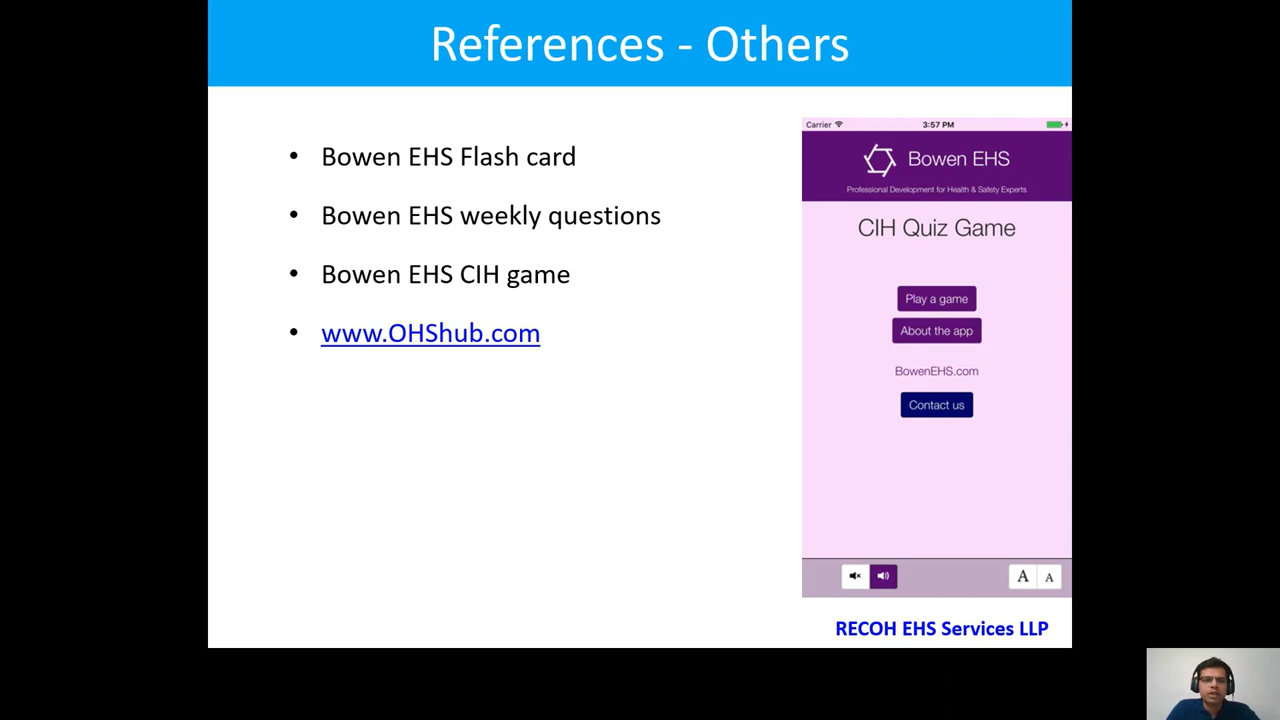 References - Others
• Bowen EHS Flash card
• Bowen EHS weekly questions
• Bowen EHS CIH game
• www.OHShub.com
Carrier 3:57 PM
Bowen EHS
Professional Development for Health & Safety Experts
CIH Quiz Game
Play a game
About the app
BowenEHS.com
Contact us
A A
RECOH EHS Services LLP